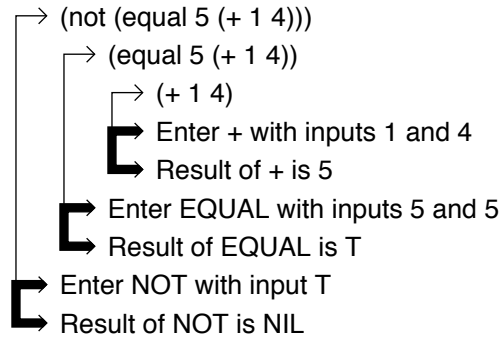 (not (equal 5 (+ 1 4)))
(equal 5 (+ 1 4))
(+ 1 4)
Enter + with inputs 1 and 4
Result of + is 5
Enter EQUAL with inputs 5 and 5
Result of EQUAL is T
Enter NOT with input T
Result of NOT is NIL